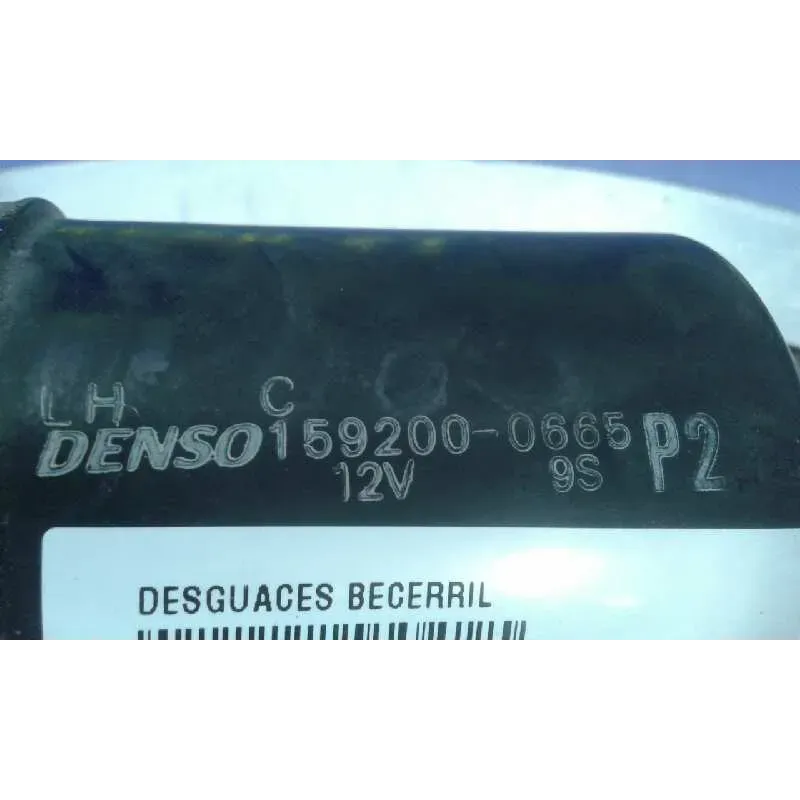 LH C
DENSO 159200-0665 P2
12V 9S
DESGUACES BECERRIL